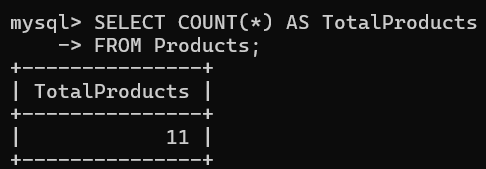 mysql> SELECT COUNT(*) AS TotalProducts
    -> FROM Products;
+---------------+
| TotalProducts |
+---------------+
|            11 |
+---------------+